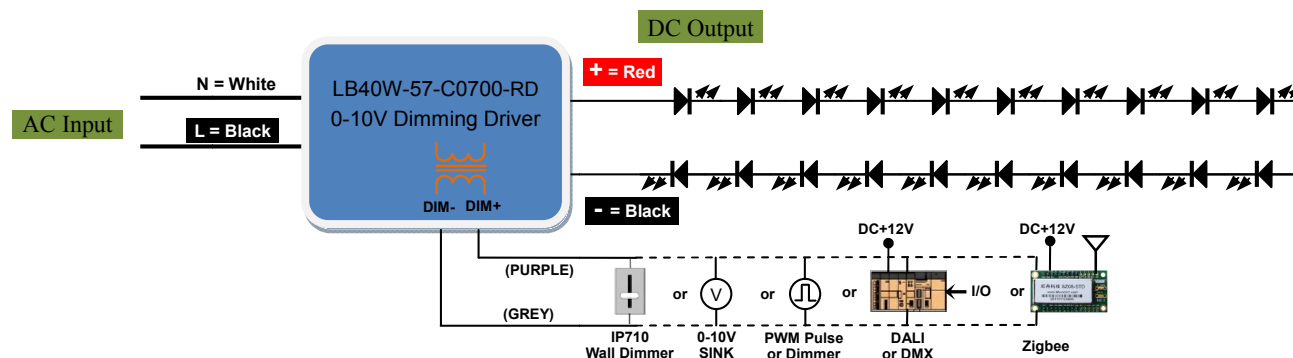 DC Output
+ = Red
N = White
LB40W-57-C0700-RD
0-10V Dimming Driver
AC Input
L = Black
DIM- DIM+
- = Black
DC+12V
DC+12V
(PURPLE)
or
V
or
or
I/O
or
(GREY)
IP710
Wall Dimmer
0-10V
SINK
PWM Pulse
or Dimmer
DALI
or DMX
Zigbee